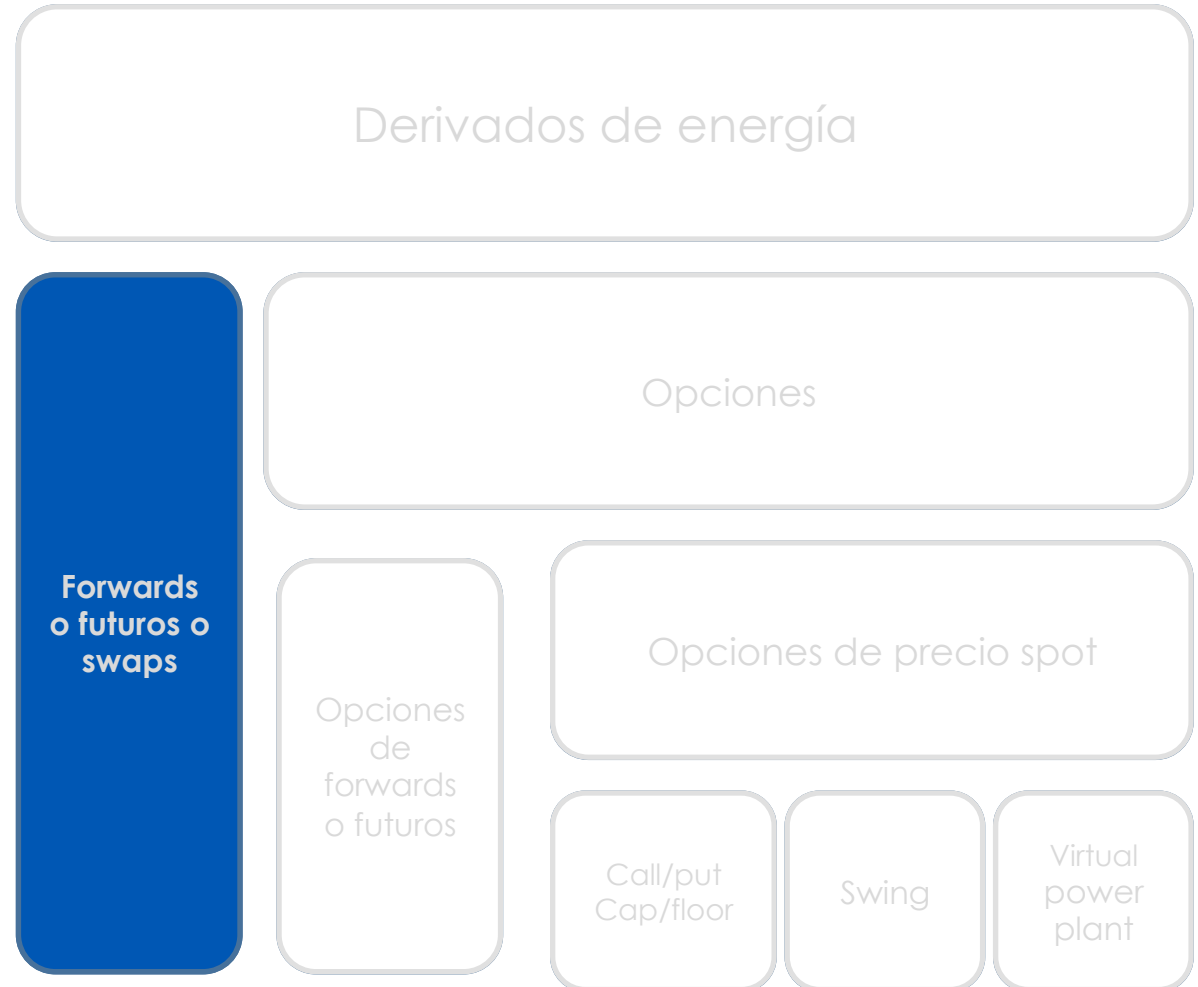 Derivados de energía
Opciones
Forwards
o futuros o
swaps
Opciones de precio spot
Opciones
de
forwards
o futuros
Call/put
Cap/floor
Swing
Virtual
power
plant